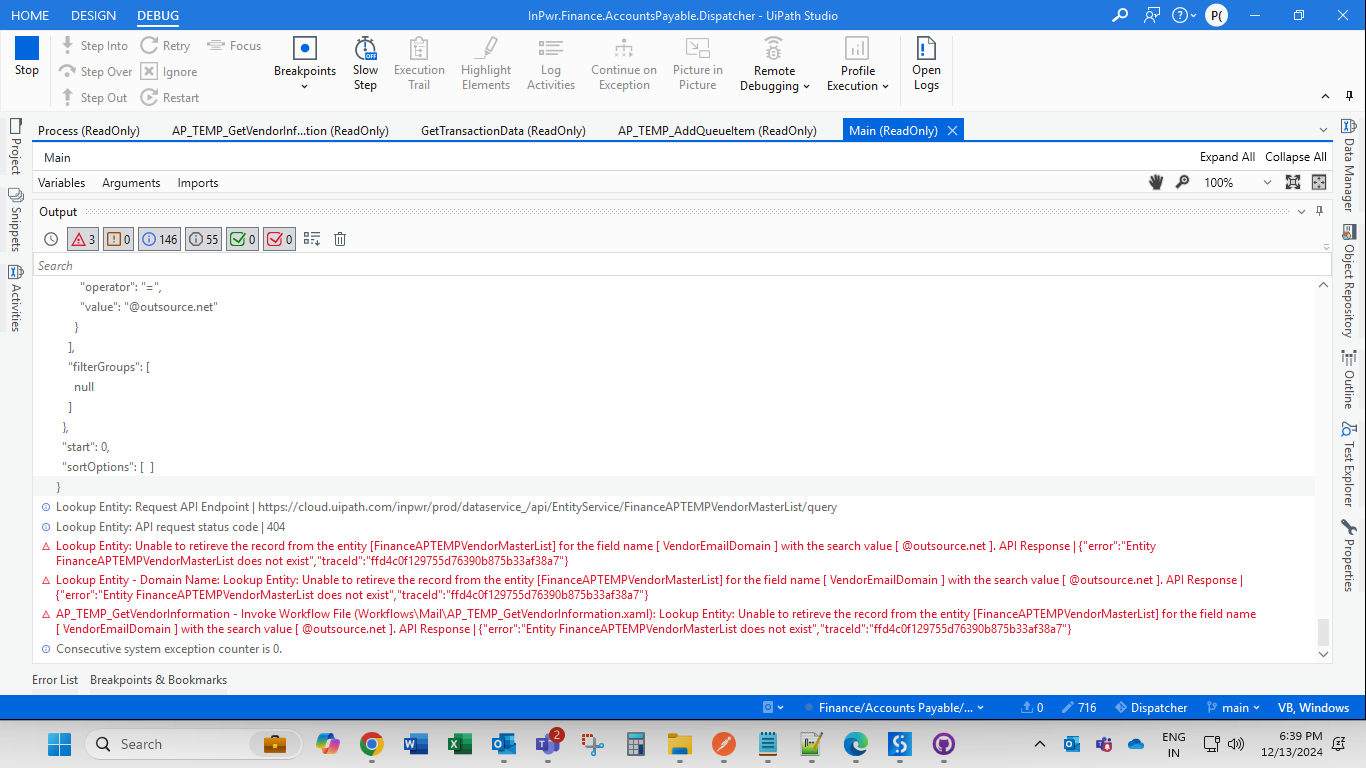 HOME DESIGN DEBUG InPwr.Finance.AccountsPayable.Dispatcher - UiPath Studio P(
Stop
Step Into
Step Over
Step Out
Retry
Ignore
Restart
Focus
Breakpoints
Slow Step
Execution Trail
Highlight Elements
Log Activities
Continue on Exception
Picture in Picture
Remote Debugging
Profile Execution
Open Logs
Process (ReadOnly) AP_TEMP_GetVendorInf...tion (ReadOnly) GetTransactionData (ReadOnly) AP_TEMP_AddQueueItem (ReadOnly) Main (ReadOnly)
Main Expand All Collapse All
Variables Arguments Imports 100%
Output
3 0 146 55 0 0
Search
"operator": "=",
"value": "@outsource.net"
}
],
"filterGroups": [
null
]
},
"start": 0,
"sortOptions": [ ]
}
Lookup Entity: Request API Endpoint | https://cloud.uipath.com/inpwr/prod/dataservice_/api/EntityService/FinanceAPTEMPVendorMasterList/query
Lookup Entity: API request status code | 404
Lookup Entity: Unable to retireve the record from the entity [FinanceAPTEMPVendorMasterList] for the field name [ VendorEmailDomain ] with the search value [ @outsource.net ]. API Response | {"error":"Entity
FinanceAPTEMPVendorMasterList does not exist","traceId":"ffd4c0f129755d76390b875b33af38a7"}
Lookup Entity - Domain Name: Lookup Entity: Unable to retireve the record from the entity [FinanceAPTEMPVendorMasterList] for the field name [ VendorEmailDomain ] with the search value [ @outsource.net ]. API Response |
{"error":"Entity FinanceAPTEMPVendorMasterList does not exist","traceId":"ffd4c0f129755d76390b875b33af38a7"}
AP_TEMP_GetVendorInformation - Invoke Workflow File (Workflows\Mail\AP_TEMP_GetVendorInformation.xaml): Lookup Entity: Unable to retireve the record from the entity [FinanceAPTEMPVendorMasterList] for the field name
[ VendorEmailDomain ] with the search value [ @outsource.net ]. API Response | {"error":"Entity FinanceAPTEMPVendorMasterList does not exist","traceId":"ffd4c0f129755d76390b875b33af38a7"}
Consecutive system exception counter is 0.
Error List Breakpoints & Bookmarks
Project
Snippets
Activities
Data Manager
Object Repository
Outline
Test Explorer
Properties
Finance/Accounts Payable/... 0 716 Dispatcher main VB, Windows
Search 2 ENG 6:39 PM
IN 12/13/2024